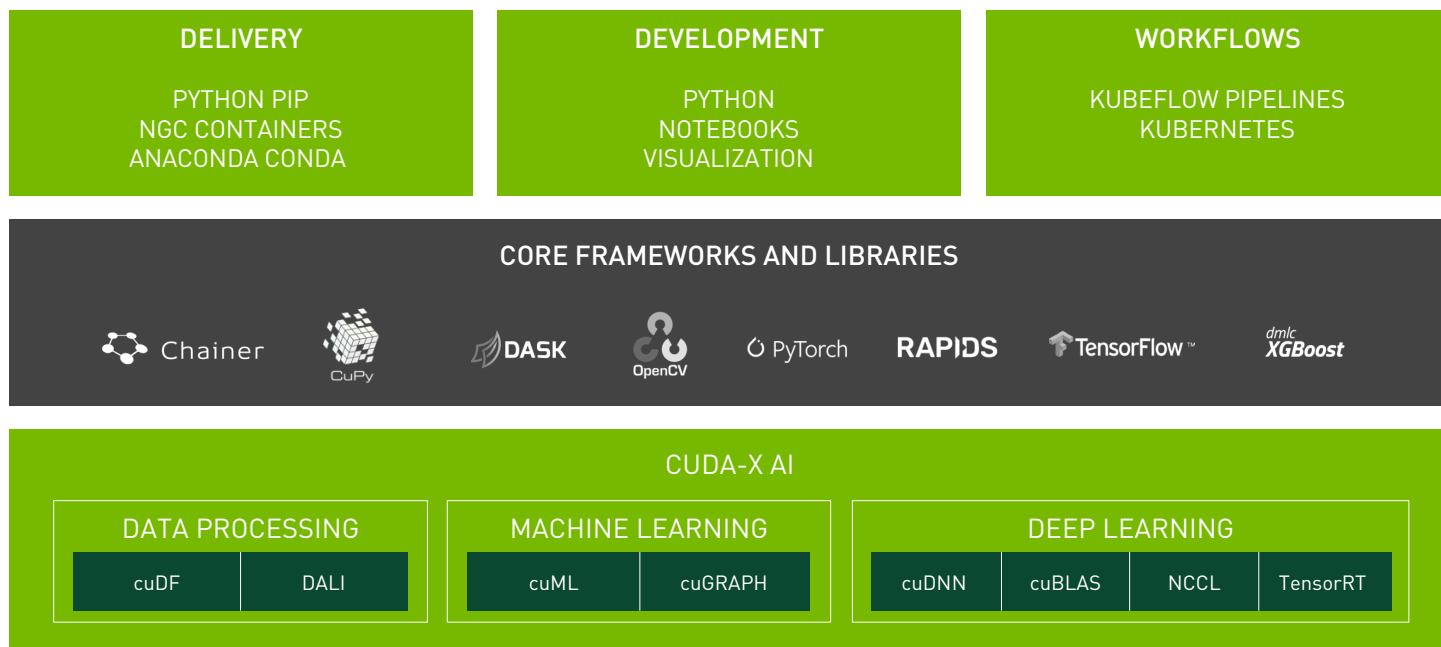 DELIVERY
PYTHON PIP
NGC CONTAINERS
ANACONDA CONDA
DEVELOPMENT
PYTHON
NOTEBOOKS
VISUALIZATION
WORKFLOWS
KUBEFLOW PIPELINES
KUBERNETES
CORE FRAMEWORKS AND LIBRARIES
Chainer
CuPy
DASK
OpenCV
PyTorch
RAPIDS
TensorFlow™
dmlc
XGBoost
CUDA-X AI
DATA PROCESSING
cuDF
DALI
MACHINE LEARNING
cuML
cuGRAPH
DEEP LEARNING
cuDNN
cuBLAS
NCCL
TensorRT